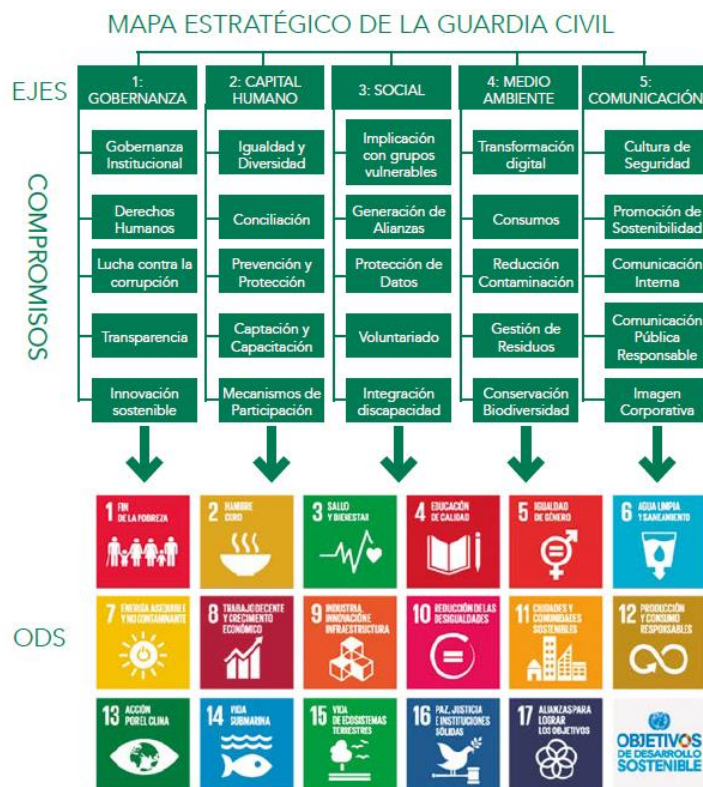 MAPA ESTRATÉGICO DE LA GUARDIA CIVIL
EJES
1:
GOBERNANZA
2: CAPITAL
HUMANO
3: SOCIAL
4: MEDIO
AMBIENTE
5:
COMUNICACIÓN
COMPROMISOS
Gobernanza
Institucional
Igualdad y
Diversidad
Implicación
con grupos
vulnerables
Transformación
digital
Cultura de
Seguridad
Derechos
Humanos
Conciliación
Generación de
Alianzas
Consumos
Promoción de
Sostenibilidad
Lucha contra la
corrupción
Prevención y
Protección
Protección de
Datos
Reducción
Contaminación
Comunicación
Interna
Transparencia
Captación y
Capacitación
Voluntariado
Gestión de
Residuos
Comunicación
Pública
Responsable
Innovación
sostenible
Mecanismos de
Participación
Integración
discapacidad
Conservación
Biodiversidad
Imagen
Corporativa
ODS
1 FIN
DE LA POBREZA
2 HAMBRE
CERO
3 SALUD
Y BIENESTAR
4 EDUCACIÓN
DE CALIDAD
5 IGUALDAD
DE GÉNERO
6 AGUA LIMPIA
Y SANEAMIENTO
7 ENERGÍA ASEQUIBLE
Y NO CONTAMINANTE
8 TRABAJO DECENTE
Y CRECIMIENTO
ECONÓMICO
9 INDUSTRIA,
INNOVACIÓN E
INFRAESTRUCTURA
10 REDUCCIÓN DE LAS
DESIGUALDADES
11 CIUDADES Y
COMUNIDADES
SOSTENIBLES
12 PRODUCCIÓN
Y CONSUMO
RESPONSABLES
13 ACCIÓN
POR EL CLIMA
14 VIDA
SUBMARINA
15 VIDA
DE ECOSISTEMAS
TERRESTRES
16 PAZ, JUSTICIA
E INSTITUCIONES
SÓLIDAS
17 ALIANZAS PARA
LOGRAR
LOS OBJETIVOS
OBJETIVOS
DE DESARROLLO
SOSTENIBLE